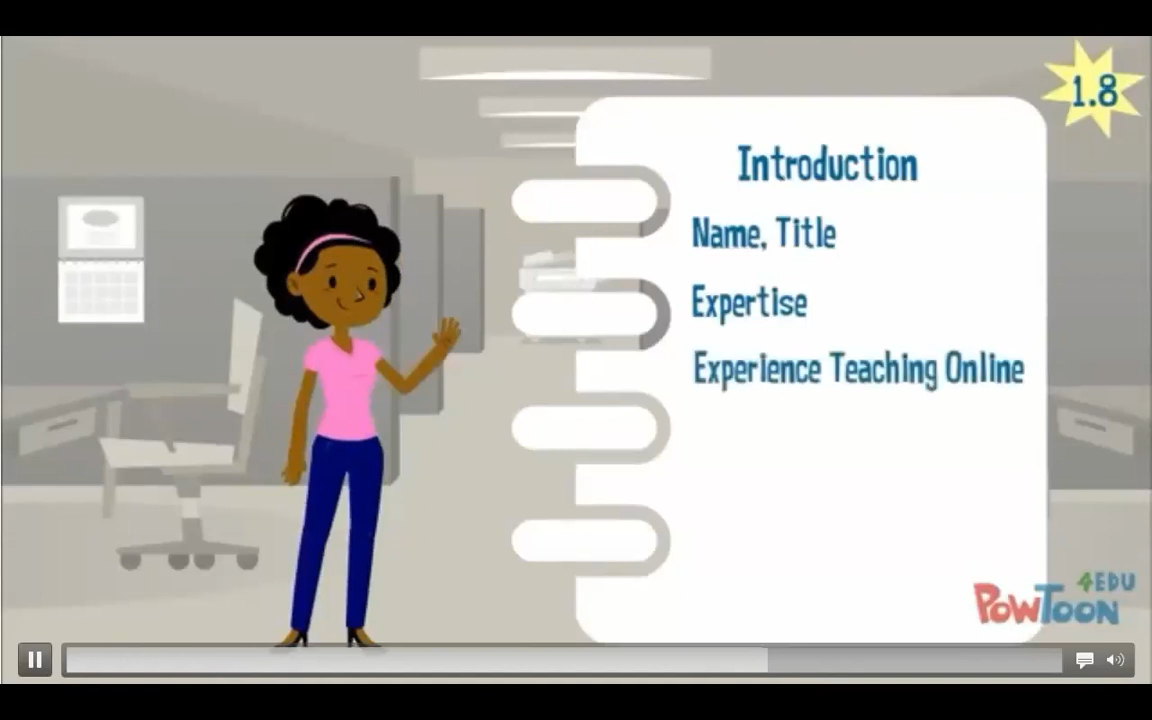 1.8
Introduction
Name, Title
Expertise
Experience Teaching Online
4EDU
POWTOON